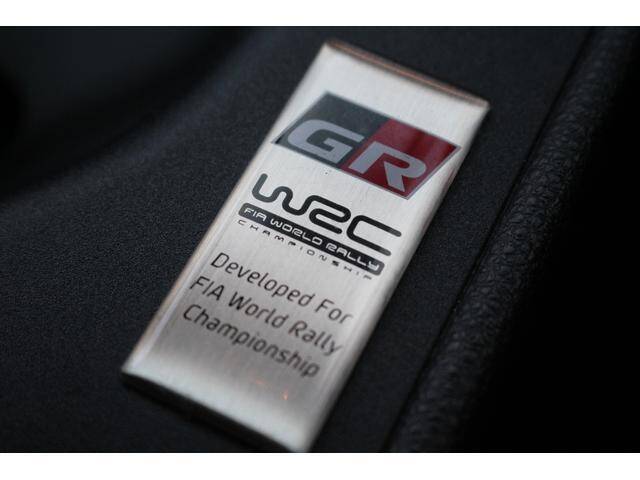 GR
WRC
FIA WORLD RALLY
CHAMPIONSHIP
Developed For
FIA World Rally
Championship